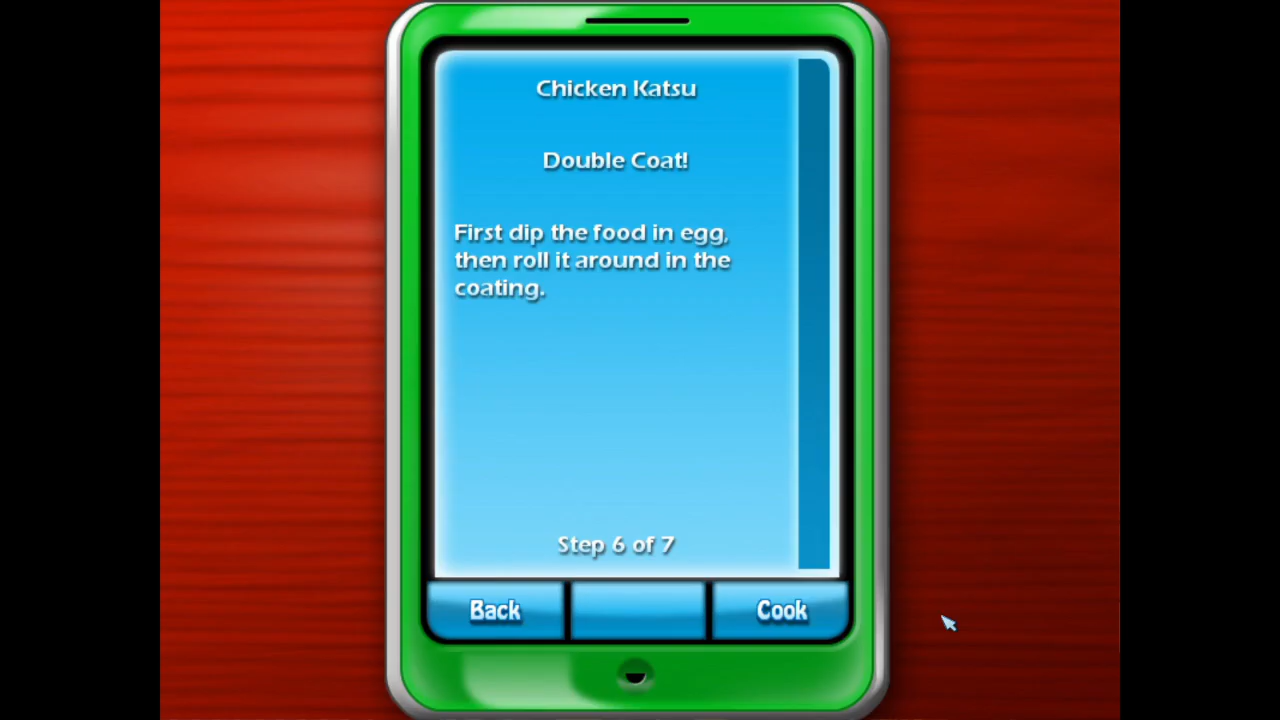 Chicken Katsu
Double Coat!
First dip the food in egg,
then roll it around in the
coating.
Step 6 of 7
Back
Cook